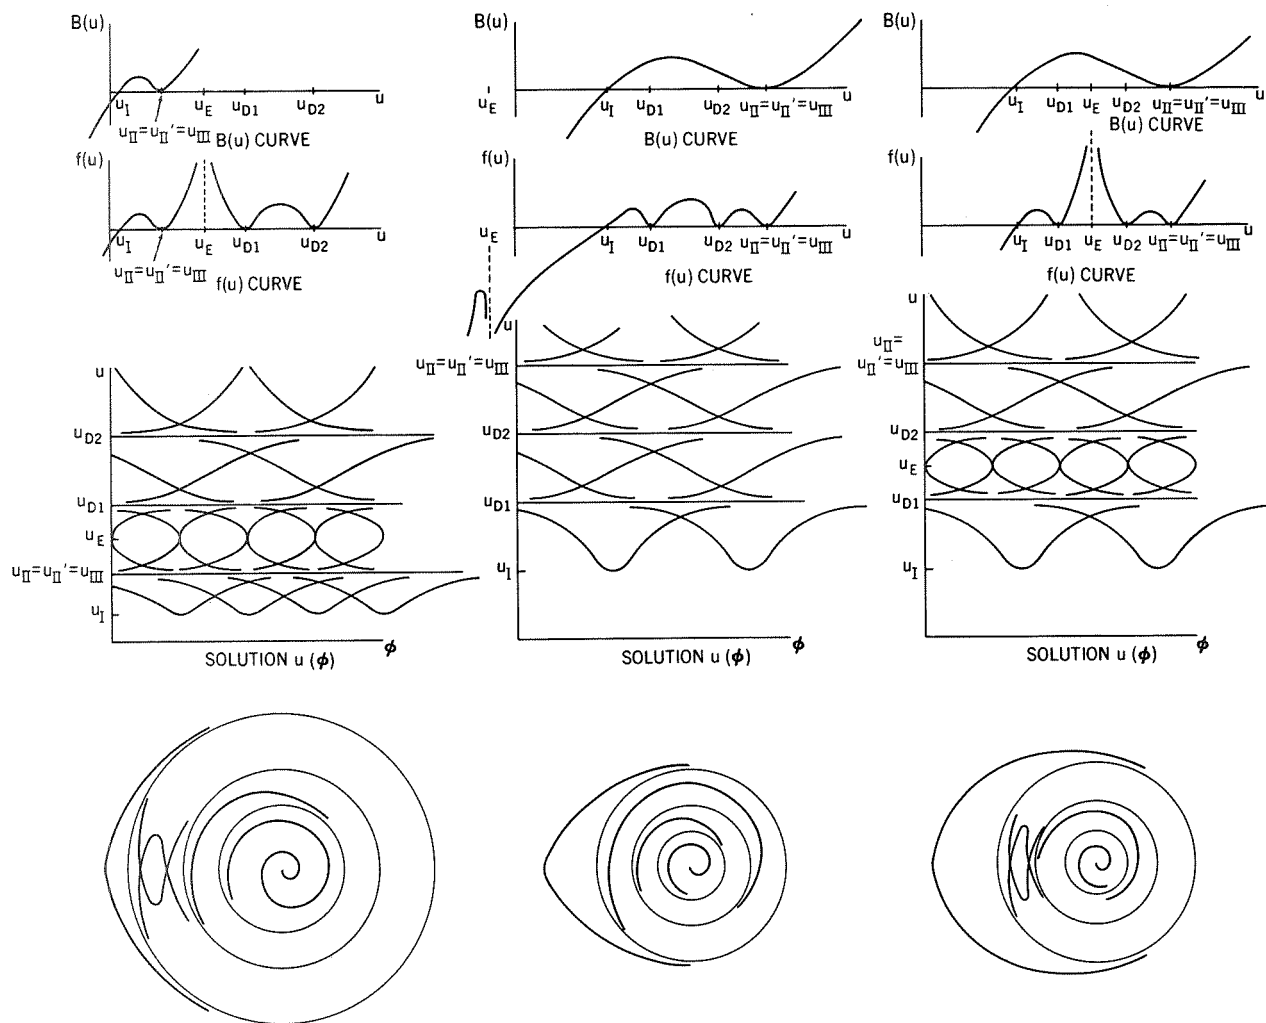 B(u)
u_I
u_E
u_D1
u_D2
u
u_II=u_II'=u_III
B(u) CURVE
f(u)
u_I
u_E
u_D1
u_D2
u
u_II=u_II'=u_III
f(u) CURVE
u
u_D2
u_D1
u_E
u_II=u_II'=u_III
u_I
ϕ
SOLUTION u (ϕ)
B(u)
u_E
u_I
u_D1
u_D2
u_II=u_II'=u_III
u
B(u) CURVE
f(u)
u_E
u_I
u_D1
u_D2
u_II=u_II'=u_III
u
f(u) CURVE
u
u_II=u_II'=u_III
u_D2
u_D1
u_I
ϕ
SOLUTION u (ϕ)
B(u)
u_I
u_D1
u_E
u_D2
u_II=u_II'=u_III
u
B(u) CURVE
f(u)
u_I
u_D1
u_E
u_D2
u_II=u_II'=u_III
u
f(u) CURVE
u
u_II=
u_II'=u_III
u_D2
u_E
u_D1
u_I
ϕ
SOLUTION u (ϕ)